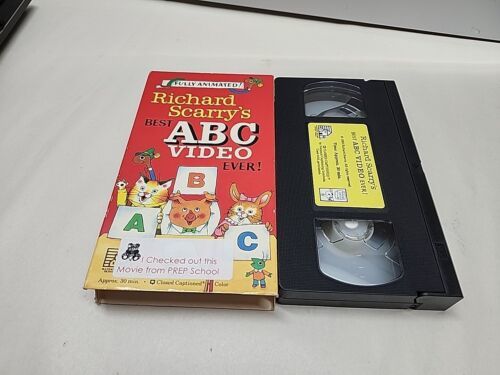 FULLY ANIMATED!
Richard
Scarry's
BEST
ABC
VIDEO
EVER!
B
A
C
I Checked out this
Movie from PREP School
Approx. 30 min. • Closed Captioned • Color
Richard Scarry's
BEST ABC VIDEO EVER!